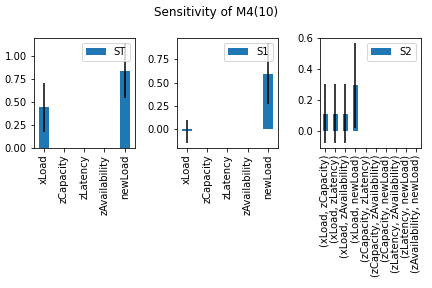 Sensitivity of M4(10)
ST
1.00
0.75
0.50
0.25
0.00
xLoad
zCapacity
zLatency
zAvailability
newLoad
S1
0.75
0.50
0.25
0.00
xLoad
zCapacity
zLatency
zAvailability
newLoad
S2
0.6
0.4
0.2
0.0
(xLoad, zCapacity)
(xLoad, zLatency)
(xLoad, zAvailability)
(xLoad, newLoad)
(zCapacity, zLatency)
(zCapacity, zAvailability)
(zCapacity, newLoad)
(zLatency, zAvailability)
(zLatency, newLoad)
(zAvailability, newLoad)